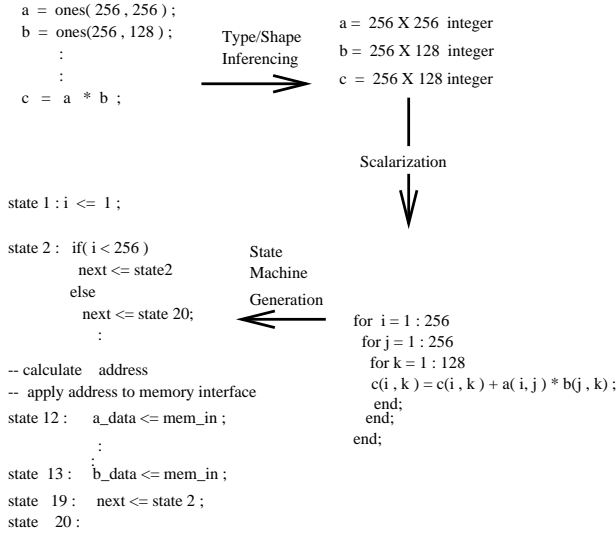 a = ones( 256 , 256 ) ;
b = ones(256 , 128 ) ;
:
:
c = a * b ;
Type/Shape
Inferencing
a = 256 X 256 integer
b = 256 X 128 integer
c = 256 X 128 integer
Scalarization
for i = 1 : 256
for j = 1 : 256
for k = 1 : 128
c(i , k ) = c(i , k ) + a( i, j ) * b(j , k) ;
end;
end;
end;
State
Machine
Generation
state 1 : i <= 1 ;
state 2 : if( i < 256 )
next <= state2
else
next <= state 20;
:
-- calculate address
-- apply address to memory interface
state 12 : a_data <= mem_in ;
:
:
state 13 : b_data <= mem_in ;
state 19 : next <= state 2 ;
state 20 :